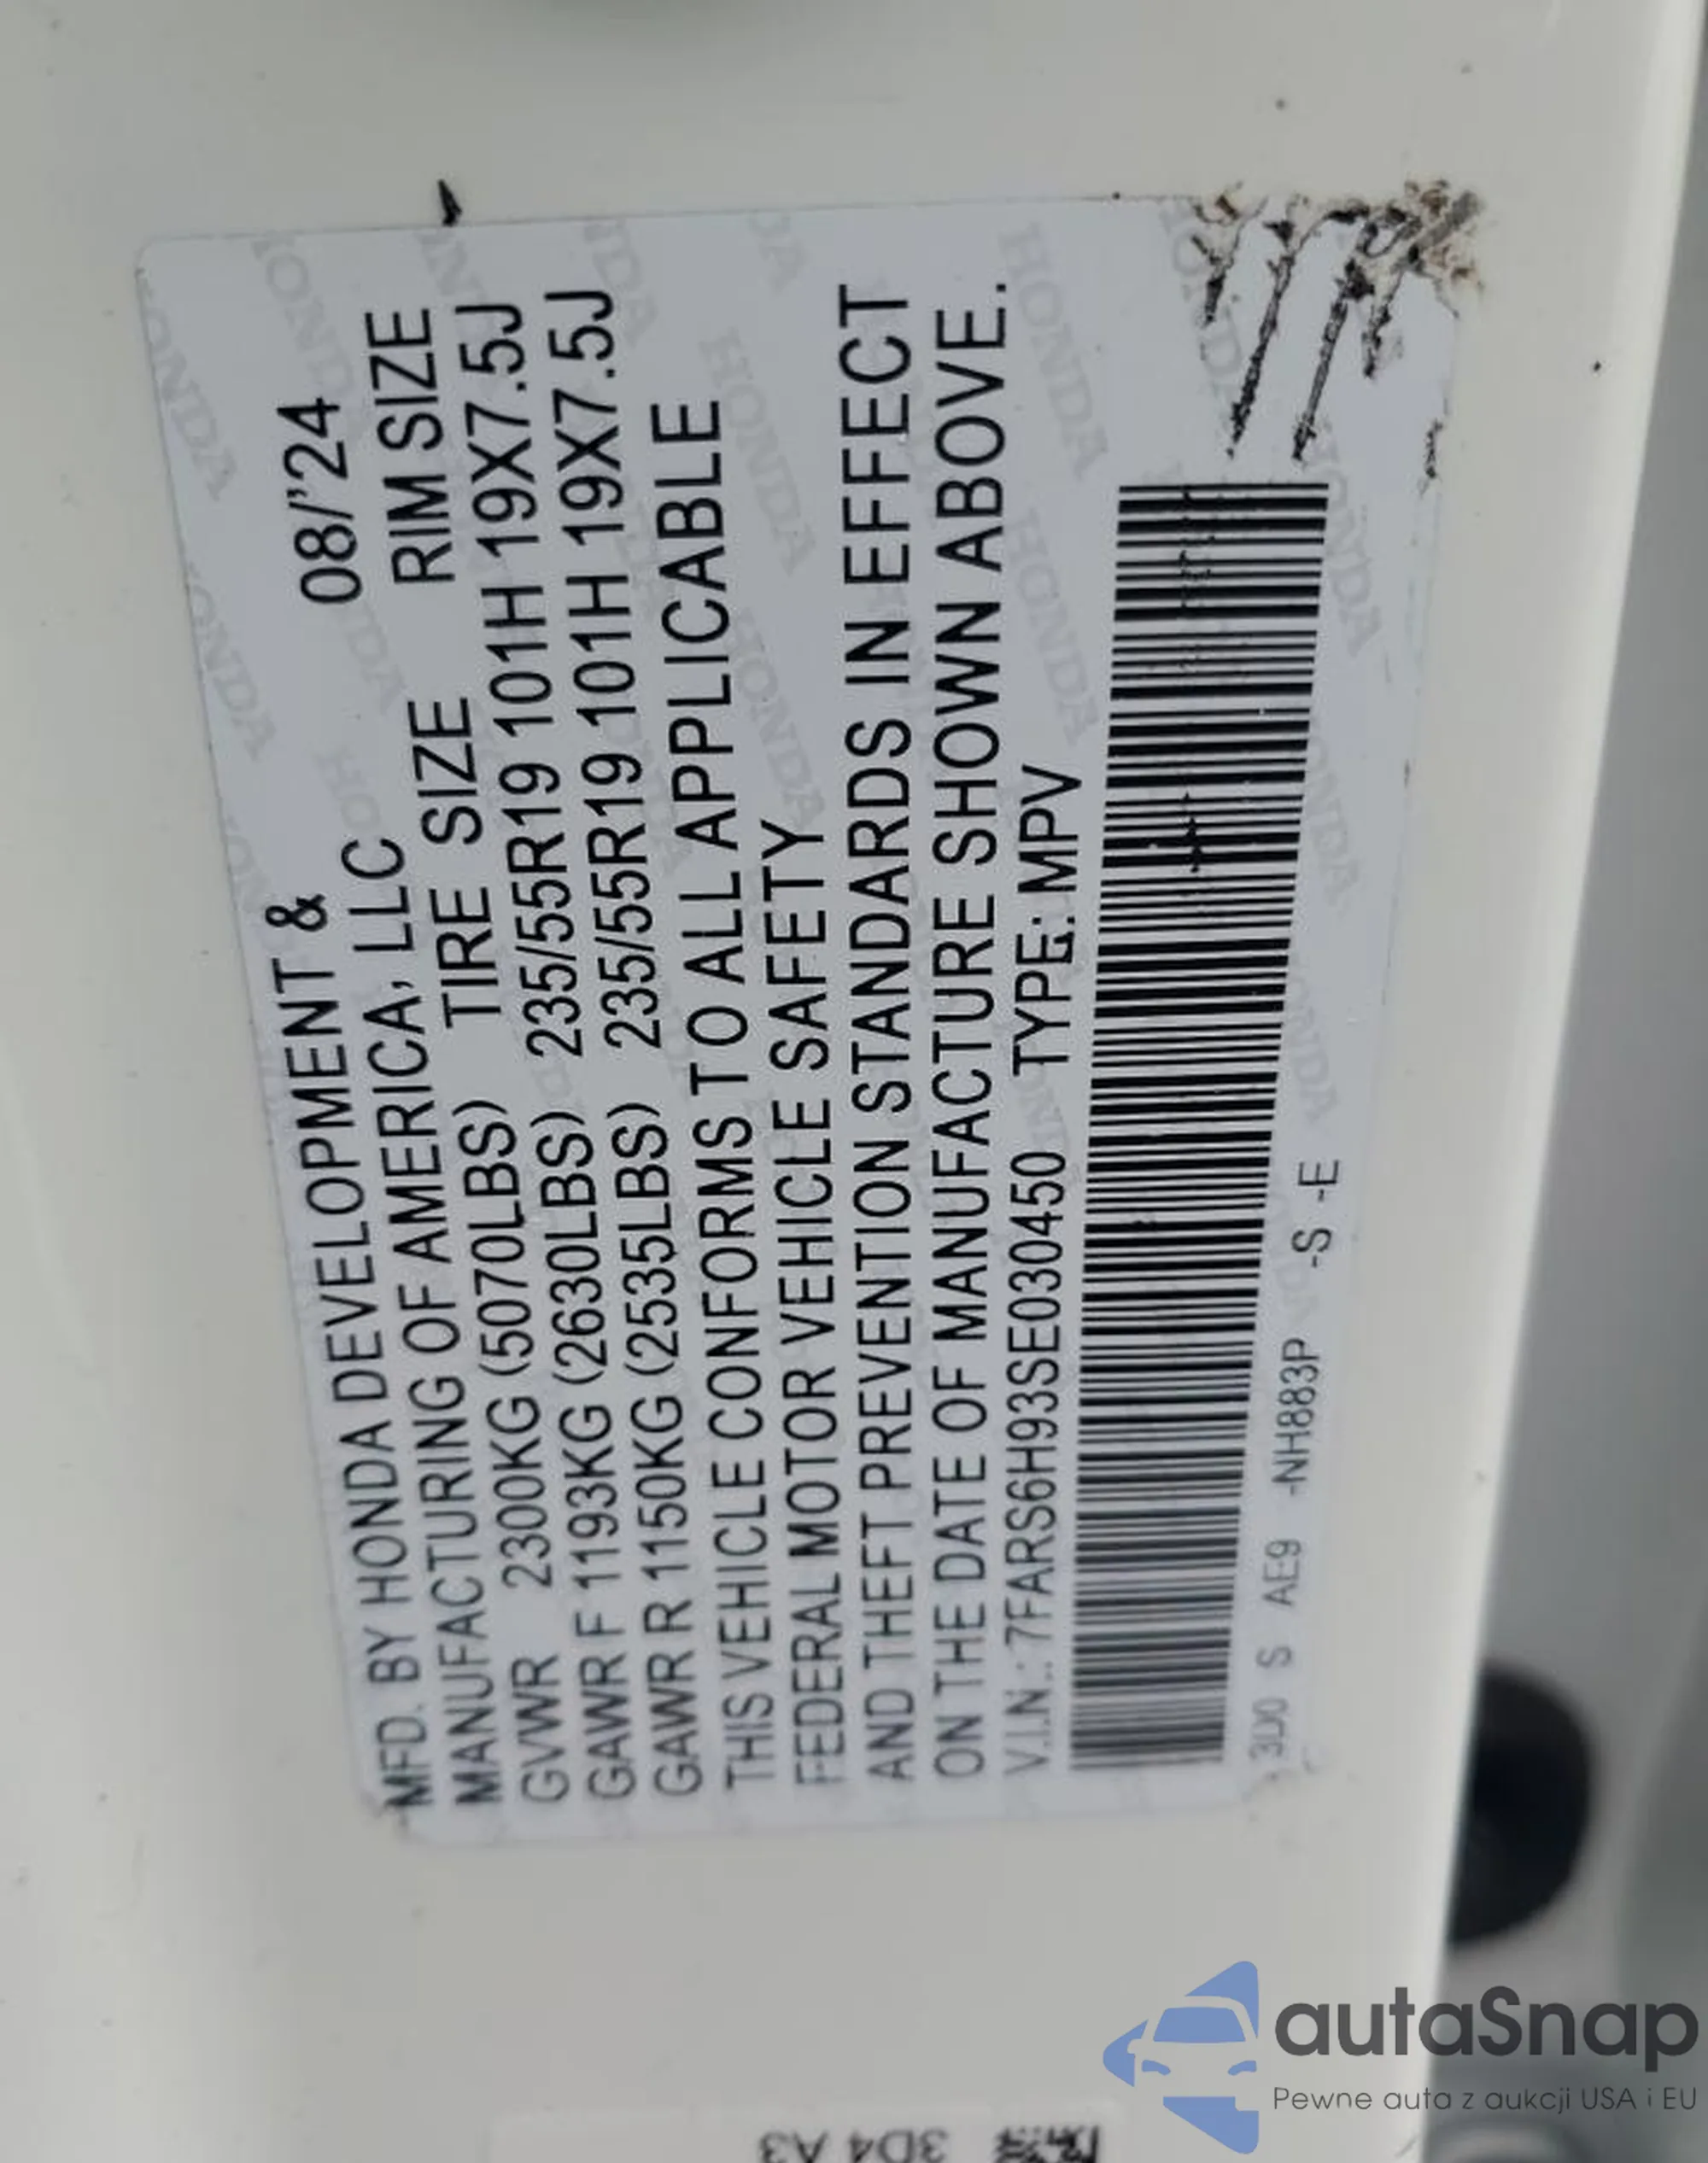 MFD. BY HONDA DEVELOPMENT & 08/'24
MANUFACTURING OF AMERICA, LLC
GVWR 2300KG (5070LBS) TIRE SIZE RIM SIZE
GAWR F 1193KG (2630LBS) 235/55R19 101H 19X7.5J
GAWR R 1150KG (2535LBS) 235/55R19 101H 19X7.5J
THIS VEHICLE CONFORMS TO ALL APPLICABLE
FEDERAL MOTOR VEHICLE SAFETY
AND THEFT PREVENTION STANDARDS IN EFFECT
ON THE DATE OF MANUFACTURE SHOWN ABOVE.
V.I.N.: 7FARS6H93SE030450 TYPE: MPV
3D0 S AE9 -NH883P -S -E
3D4 A3
autaSnap
Pewne auta z aukcji USA i EU